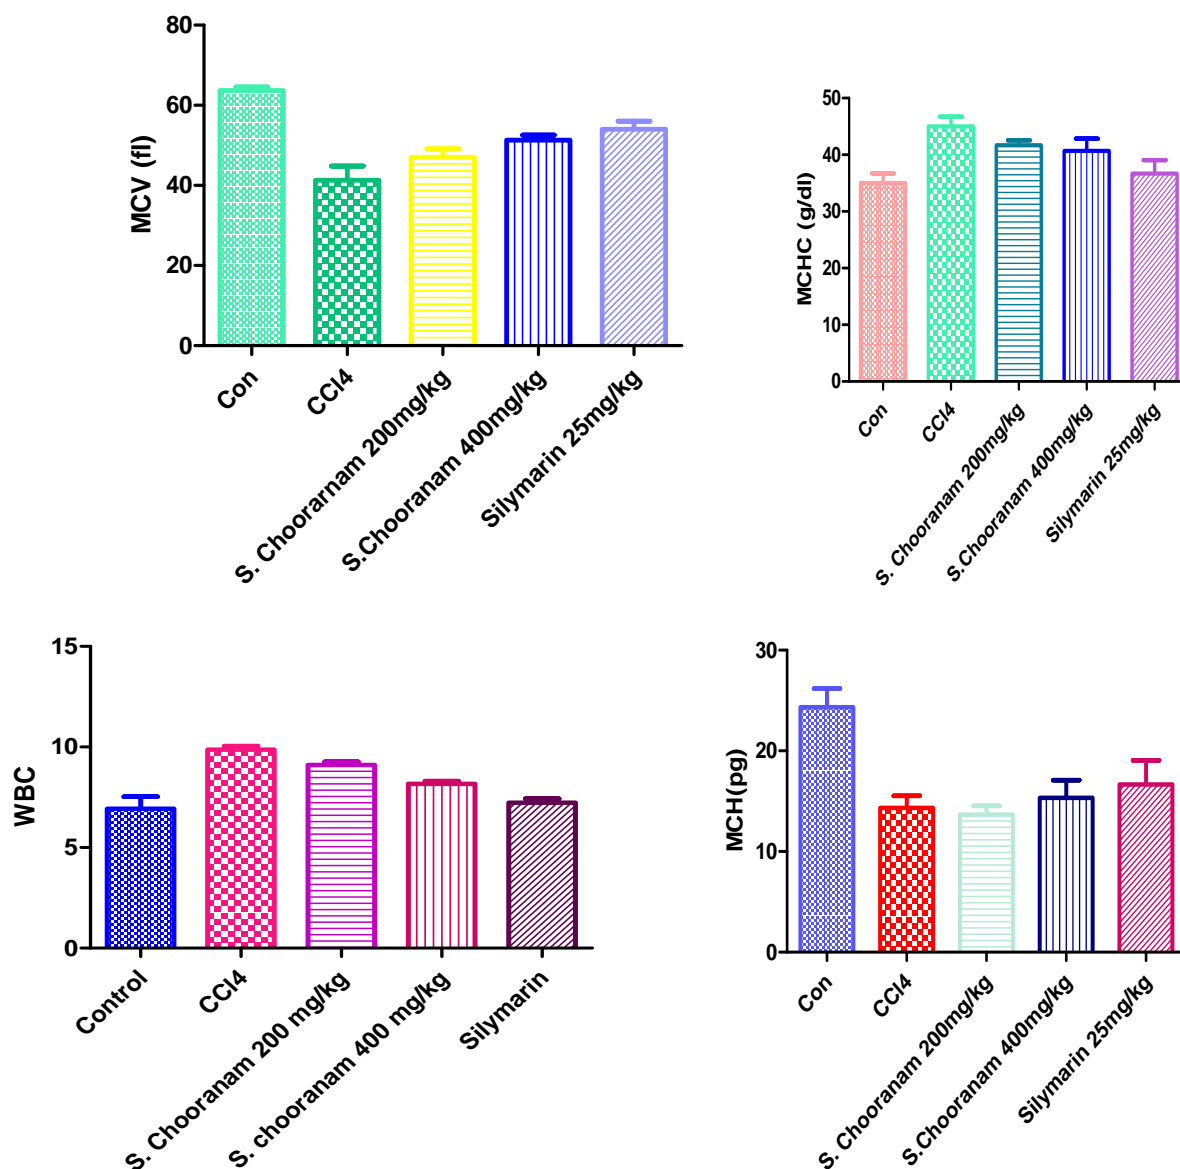 80
60
40
20
0
MCV (fl)
Con
CCl4
S. Choorarnam 200mg/kg
S.Chooranam 400mg/kg
Silymarin 25mg/kg
50
40
30
20
10
0
MCHC (g/dl)
Con
CCl4
S. Chooranam 200mg/kg
S.Chooranam 400mg/kg
Silymarin 25mg/kg
15
10
5
0
WBC
Control
CCl4
S. Chooranam 200 mg/kg
S. chooranam 400 mg/kg
Silymarin
30
20
10
0
MCH(pg)
Con
CCl4
S. Chooranam 200mg/kg
S.Chooranam 400mg/kg
Silymarin 25mg/kg